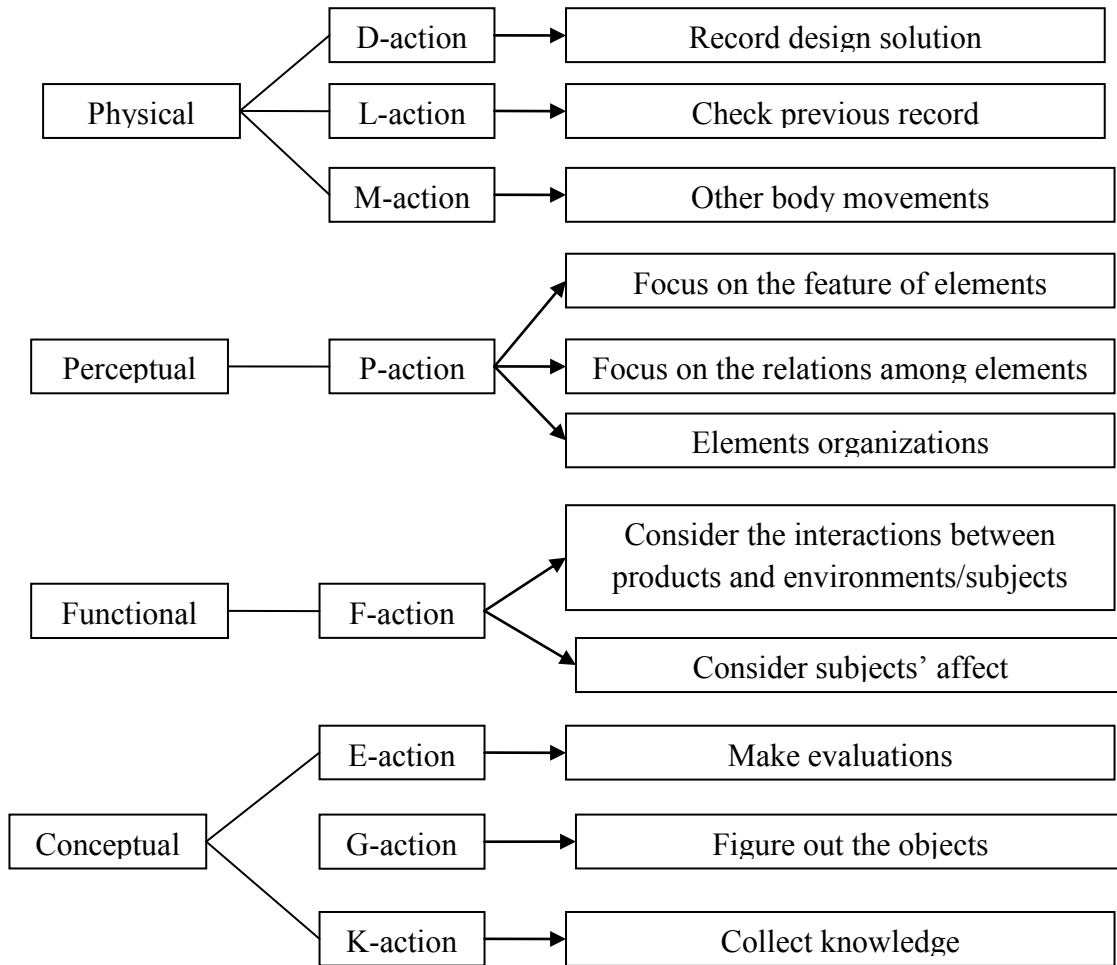 D-action
Record design solution
Physical
L-action
Check previous record
M-action
Other body movements
Focus on the feature of elements
Perceptual
P-action
Focus on the relations among elements
Elements organizations
Consider the interactions between
products and environments/subjects
Functional
F-action
Consider subjects’ affect
E-action
Make evaluations
Conceptual
G-action
Figure out the objects
K-action
Collect knowledge